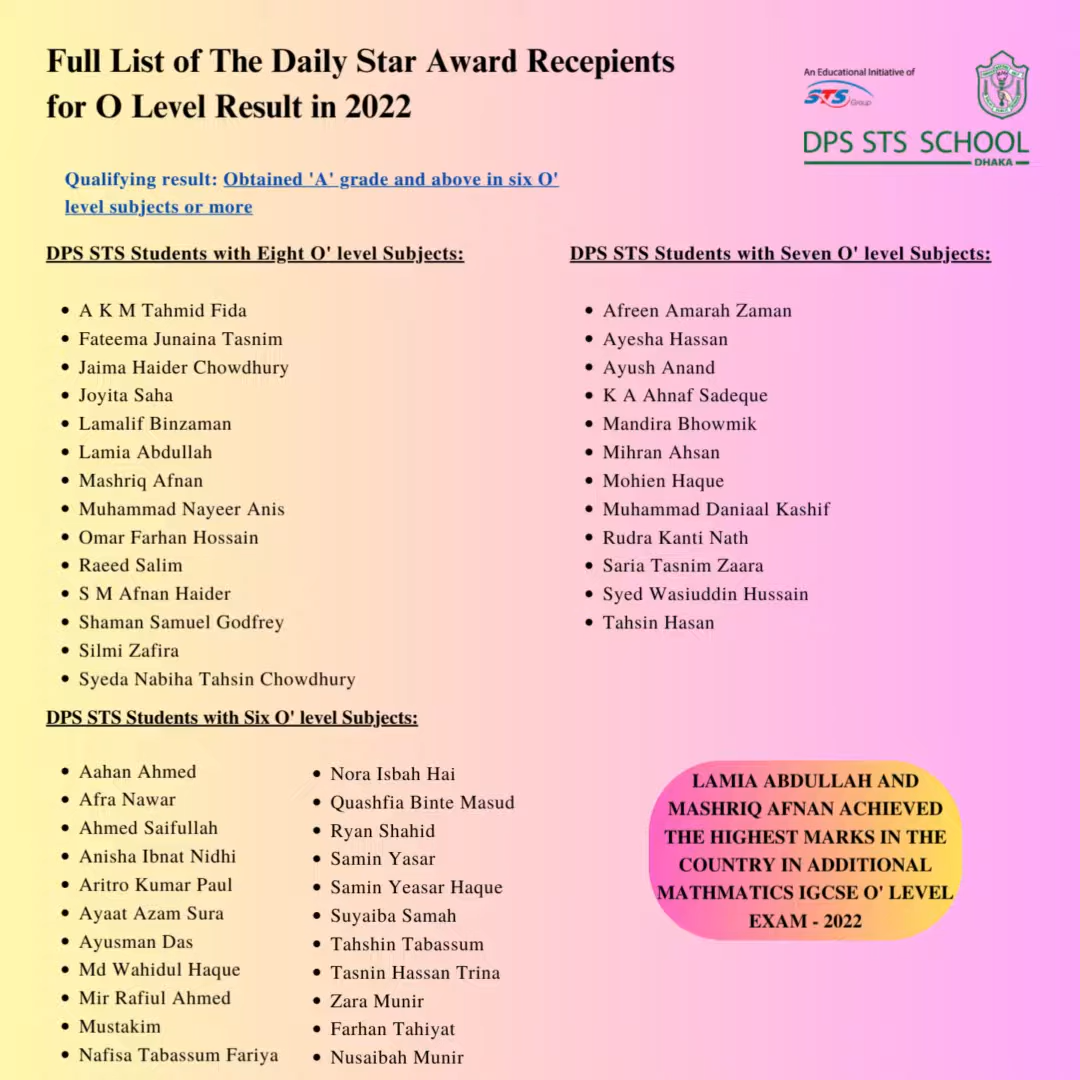 Full List of The Daily Star Award Recepients
for O Level Result in 2022
An Educational Initiative of
STS Group
DPS STS SCHOOL
DHAKA
Qualifying result: Obtained 'A' grade and above in six O'
level subjects or more
DPS STS Students with Eight O' level Subjects:
• A K M Tahmid Fida
• Fateema Junaina Tasnim
• Jaima Haider Chowdhury
• Joyita Saha
• Lamalif Binzaman
• Lamia Abdullah
• Mashriq Afnan
• Muhammad Nayeer Anis
• Omar Farhan Hossain
• Raeed Salim
• S M Afnan Haider
• Shaman Samuel Godfrey
• Silmi Zafira
• Syeda Nabiha Tahsin Chowdhury
DPS STS Students with Seven O' level Subjects:
• Afreen Amarah Zaman
• Ayesha Hassan
• Ayush Anand
• K A Ahnaf Sadeque
• Mandira Bhowmik
• Mihran Ahsan
• Mohien Haque
• Muhammad Daniaal Kashif
• Rudra Kanti Nath
• Saria Tasnim Zaara
• Syed Wasiuddin Hussain
• Tahsin Hasan
DPS STS Students with Six O' level Subjects:
• Aahan Ahmed
• Afra Nawar
• Ahmed Saifullah
• Anisha Ibnat Nidhi
• Aritro Kumar Paul
• Ayaat Azam Sura
• Ayusman Das
• Md Wahidul Haque
• Mir Rafiul Ahmed
• Mustakim
• Nafisa Tabassum Fariya
• Nora Isbah Hai
• Quashfia Binte Masud
• Ryan Shahid
• Samin Yasar
• Samin Yeasar Haque
• Suyaiba Samah
• Tahshin Tabassum
• Tasnin Hassan Trina
• Zara Munir
• Farhan Tahiyat
• Nusaibah Munir
LAMIA ABDULLAH AND
MASHRIQ AFNAN ACHIEVED
THE HIGHEST MARKS IN THE
COUNTRY IN ADDITIONAL
MATHMATICS IGCSE O' LEVEL
EXAM - 2022